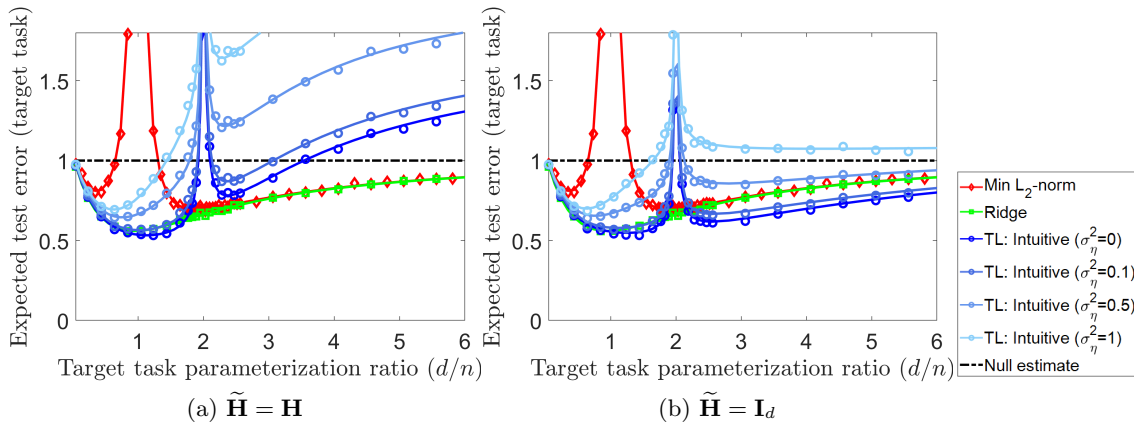 Expected test error (target task)
1.5
1
0.5
0
1 2 3 4 5 6
Target task parameterization ratio (d/n)
(a) H̃ = H
Expected test error (target task)
1.5
1
0.5
0
1 2 3 4 5 6
Target task parameterization ratio (d/n)
(b) H̃ = I_d
Min L₂-norm
Ridge
TL: Intuitive (σ²_η=0)
TL: Intuitive (σ²_η=0.1)
TL: Intuitive (σ²_η=0.5)
TL: Intuitive (σ²_η=1)
Null estimate